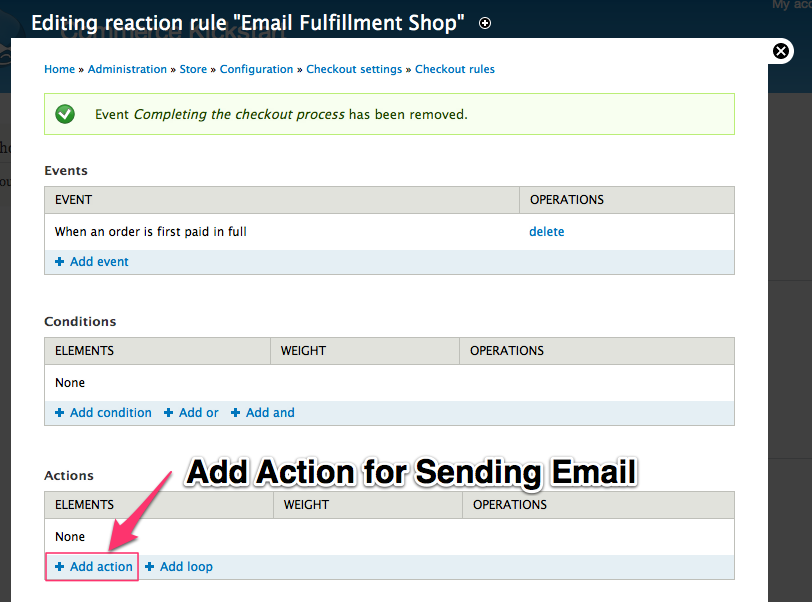 My acc
Editing reaction rule "Email Fulfillment Shop"
Commerce Kickstart
Home » Administration » Store » Configuration » Checkout settings » Checkout rules
Event Completing the checkout process has been removed.
Events
EVENT OPERATIONS
When an order is first paid in full delete
+ Add event
Conditions
ELEMENTS WEIGHT OPERATIONS
None
+ Add condition + Add or + Add and
Add Action for Sending Email
Actions
ELEMENTS WEIGHT OPERATIONS
None
+ Add action + Add loop